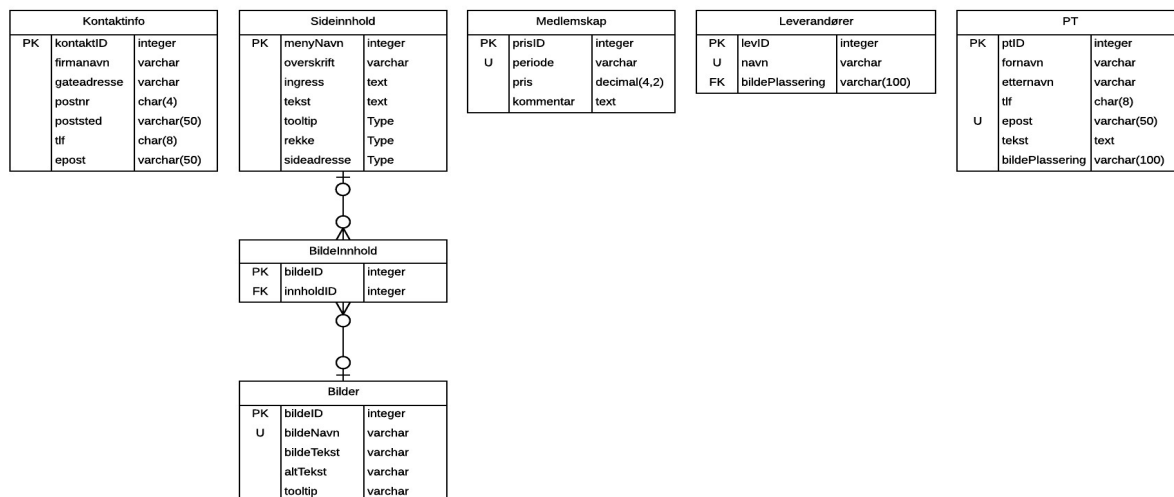 Kontaktinfo
PK kontaktID integer
firmanavn varchar
gateadresse varchar
postnr char(4)
poststed varchar(50)
tlf char(8)
epost varchar(50)
Sideinnhold
PK menyNavn integer
overskrift varchar
ingress text
tekst text
tooltip Type
rekke Type
sideadresse Type
Medlemskap
PK prisID integer
U periode varchar
pris decimal(4,2)
kommentar text
Leverandører
PK levID integer
U navn varchar
FK bildePlassering varchar(100)
PT
PK ptID integer
fornavn varchar
etternavn varchar
tlf char(8)
U epost varchar(50)
tekst text
bildePlassering varchar(100)
BildeInnhold
PK bildeID integer
FK innholdID integer
Bilder
PK bildeID integer
U bildeNavn varchar
bildeTekst varchar
altTekst varchar
tooltip varchar